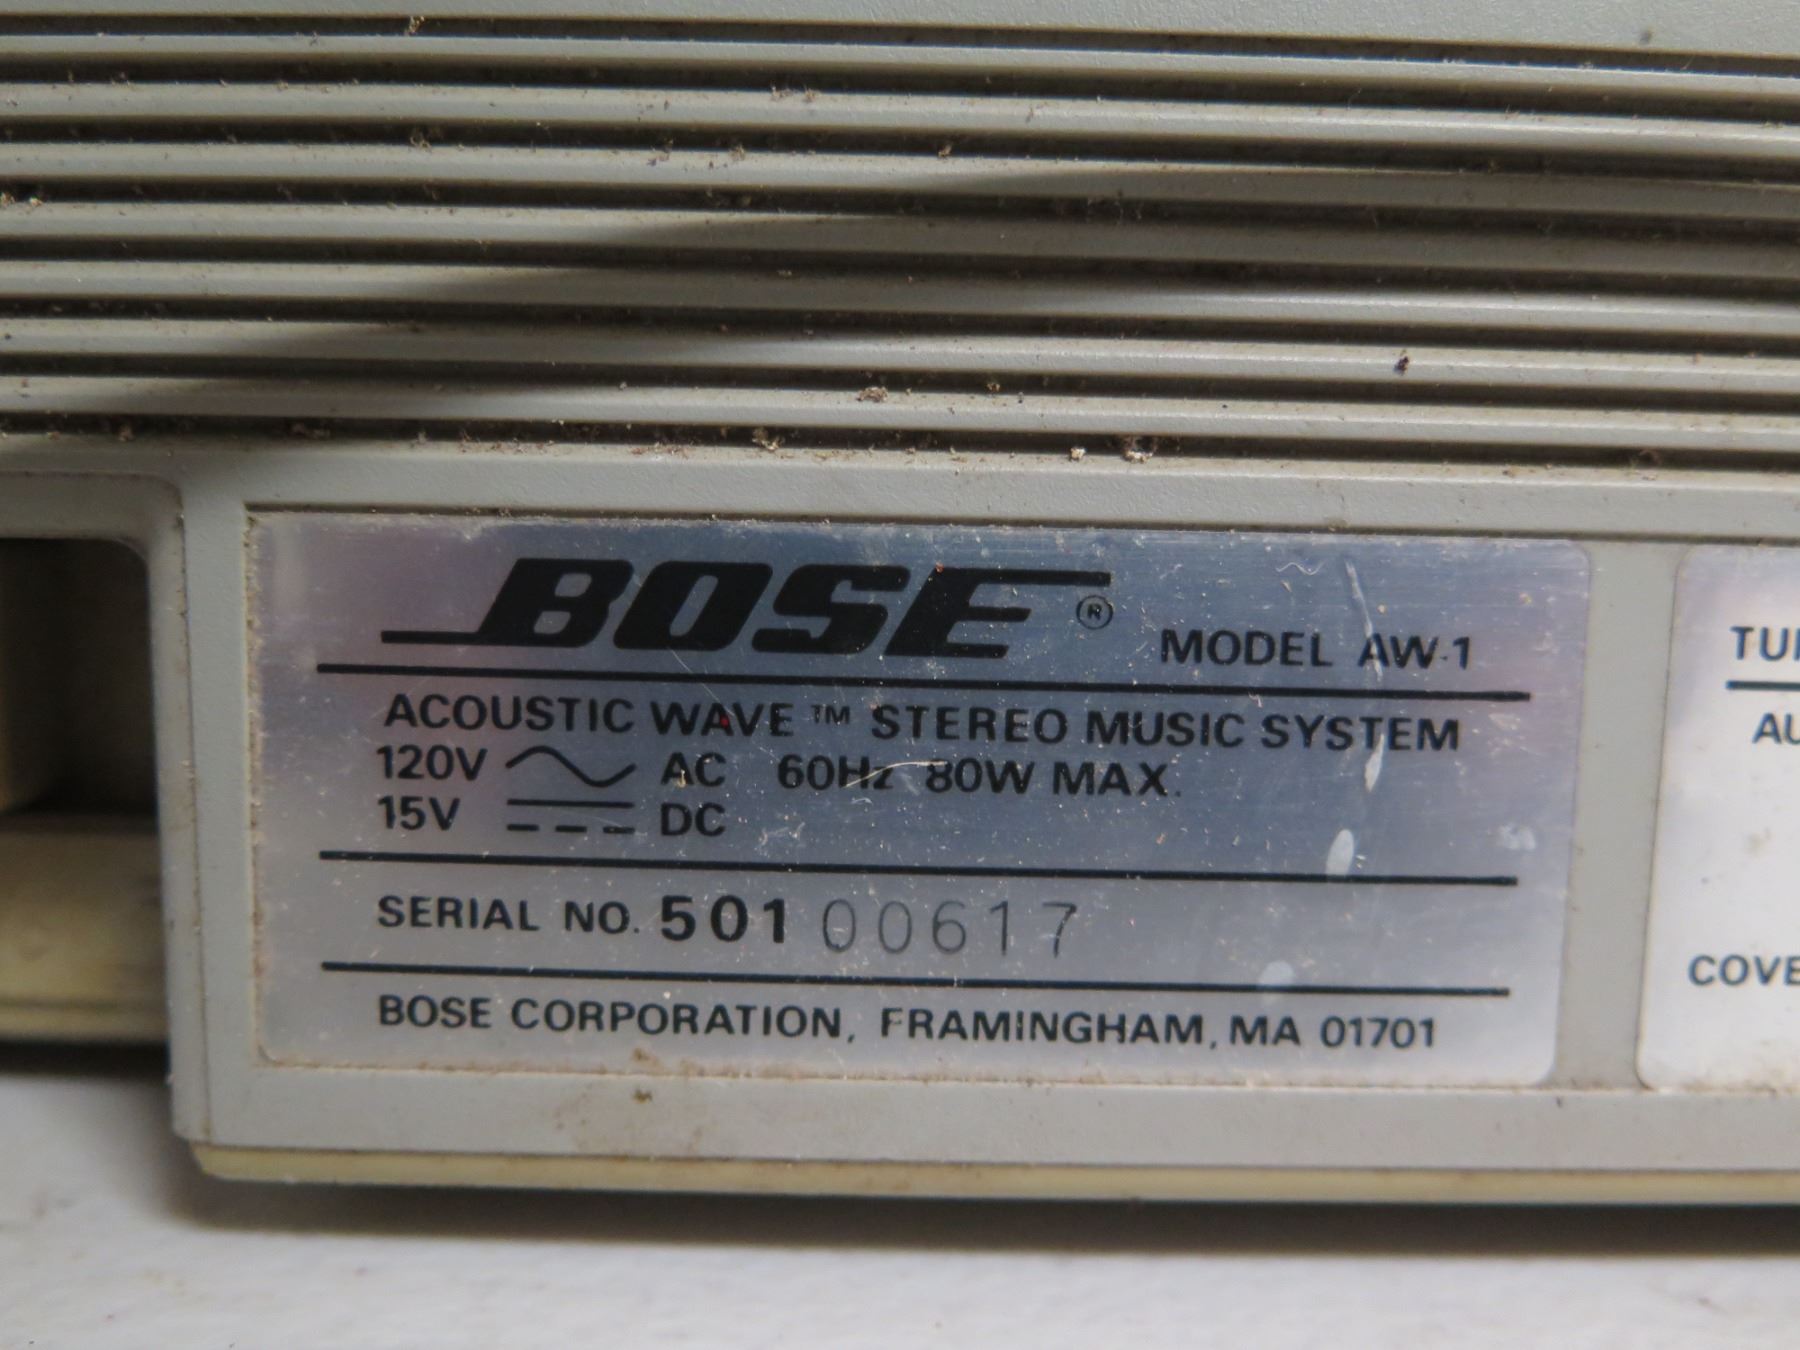 BOSE® MODEL AW-1
ACOUSTIC WAVE™ STEREO MUSIC SYSTEM
120V AC 60Hz 80W MAX.
15V DC
SERIAL NO. 501 00617
BOSE CORPORATION, FRAMINGHAM, MA 01701